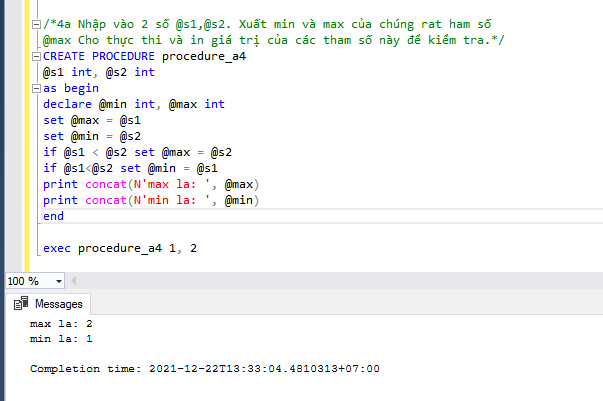 /*4a Nhập vào 2 số @s1,@s2. Xuất min và max của chúng rat ham số
@max Cho thực thi và in giá trị của các tham số này để kiểm tra.*/
CREATE PROCEDURE procedure_a4
@s1 int, @s2 int
as begin
declare @min int, @max int
set @max = @s1
set @min = @s2
if @s1 < @s2 set @max = @s2
if @s1<@s2 set @min = @s1
print concat(N'max la: ', @max)
print concat(N'min la: ', @min)
end
exec procedure_a4 1, 2
100 %
Messages
max la: 2
min la: 1
Completion time: 2021-12-22T13:33:04.4810313+07:00